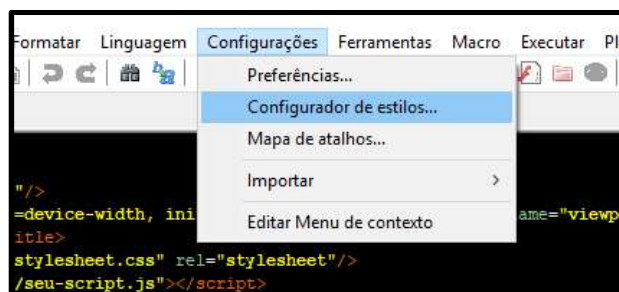 Formatar Linguagem Configurações Ferramentas Macro Executar
Preferências...
Configurador de estilos...
Mapa de atalhos...
Importar >
Editar Menu de contexto
"/>
=device-width, ini ame="viewp
itle>
stylesheet.css" rel="stylesheet"/>
/seu-script.js"></script>